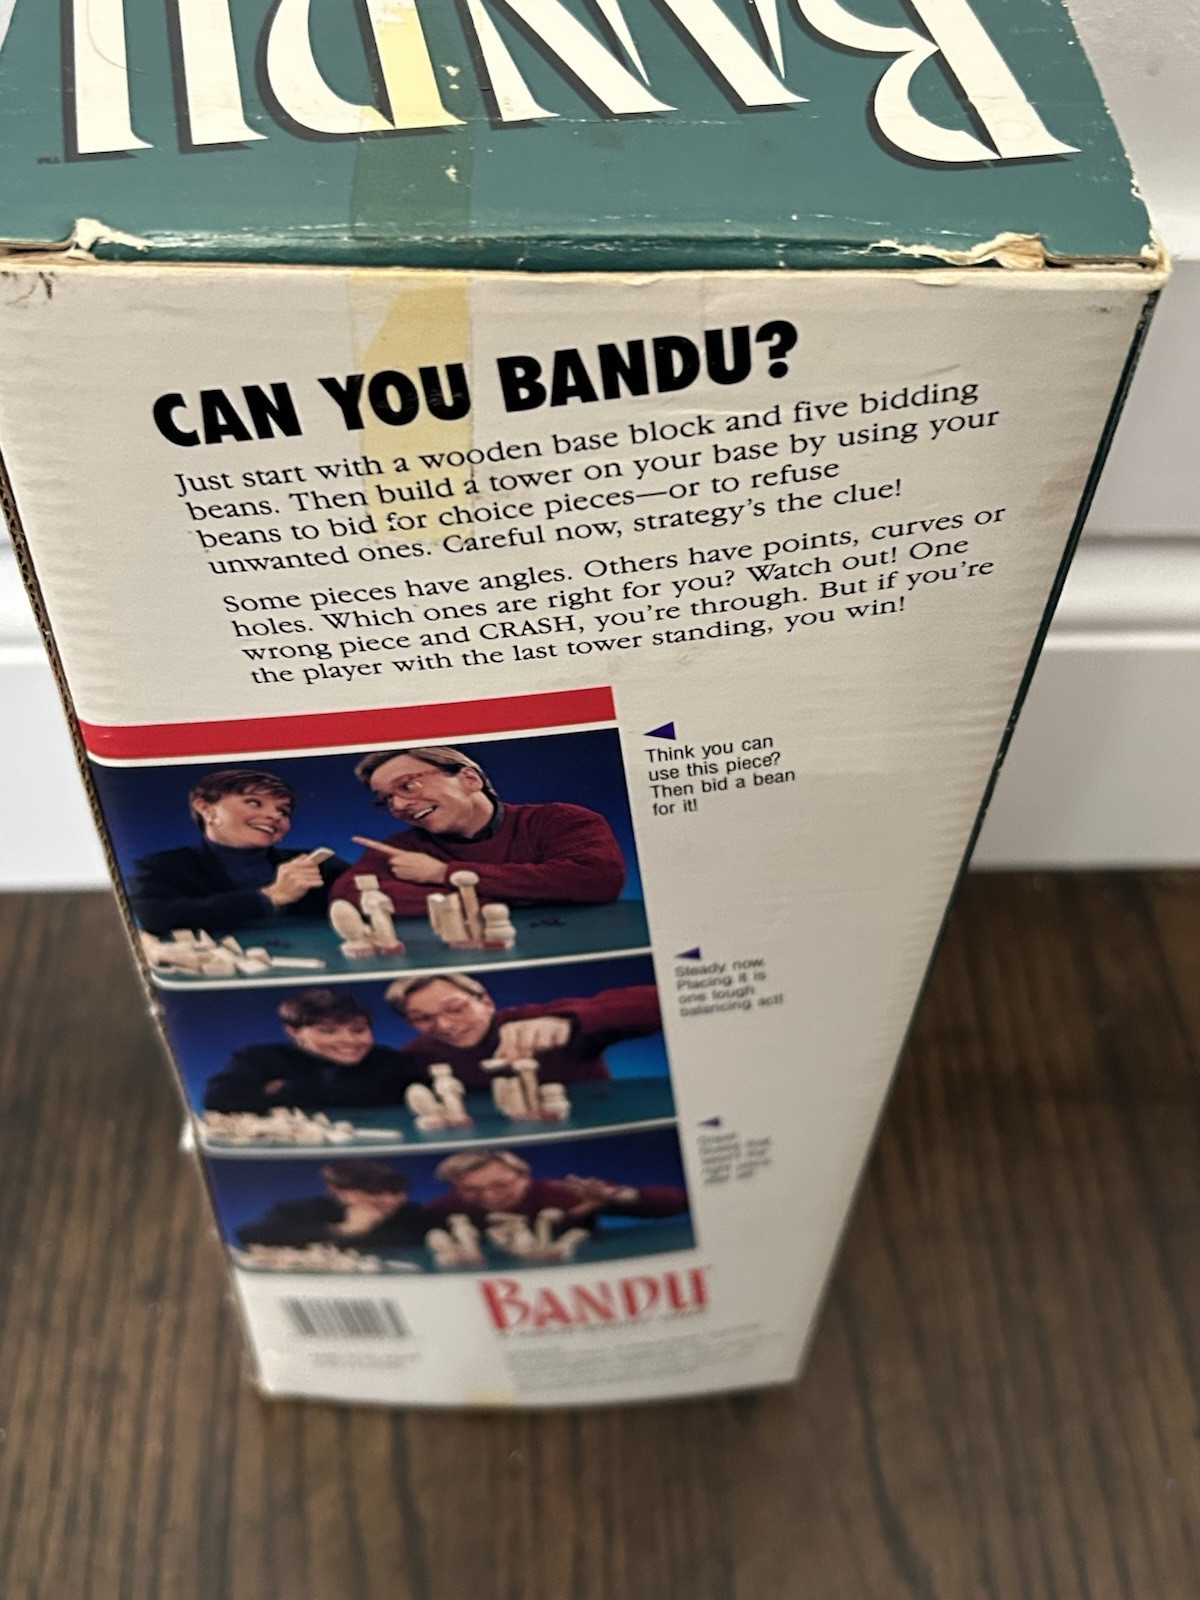 BANDU
CAN YOU BANDU?
Just start with a wooden base block and five bidding
beans. Then build a tower on your base by using your
beans to bid for choice pieces—or to refuse
unwanted ones. Careful now, strategy's the clue!
Some pieces have angles. Others have points, curves or
holes. Which ones are right for you? Watch out! One
wrong piece and CRASH, you're through. But if you're
the player with the last tower standing, you win!
Think you can
use this piece?
Then bid a bean
for it!
Steady now.
Placing it is
one tough
balancing act!
BANDU